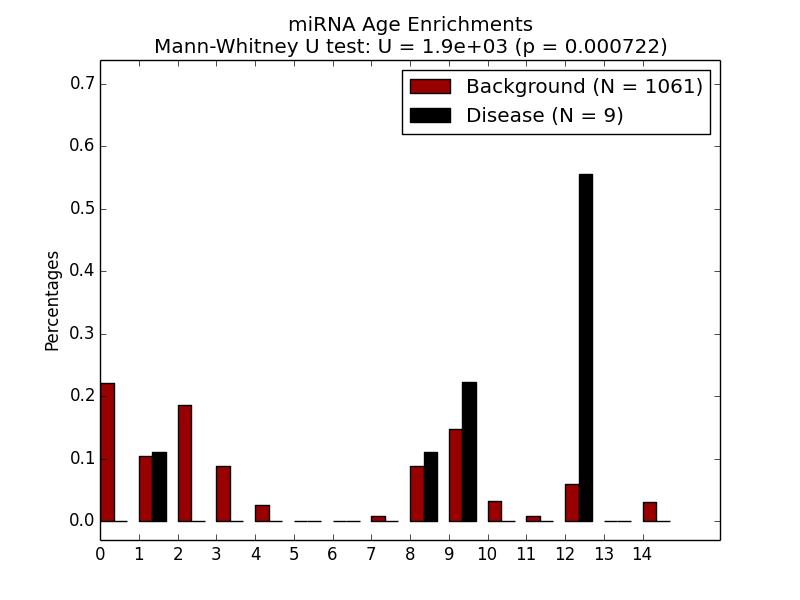 miRNA Age Enrichments
Mann-Whitney U test: U = 1.9e+03 (p = 0.000722)
Background (N = 1061)
Disease (N = 9)
Percentages
0.7
0.6
0.5
0.4
0.3
0.2
0.1
0.0
0 1 2 3 4 5 6 7 8 9 10 11 12 13 14